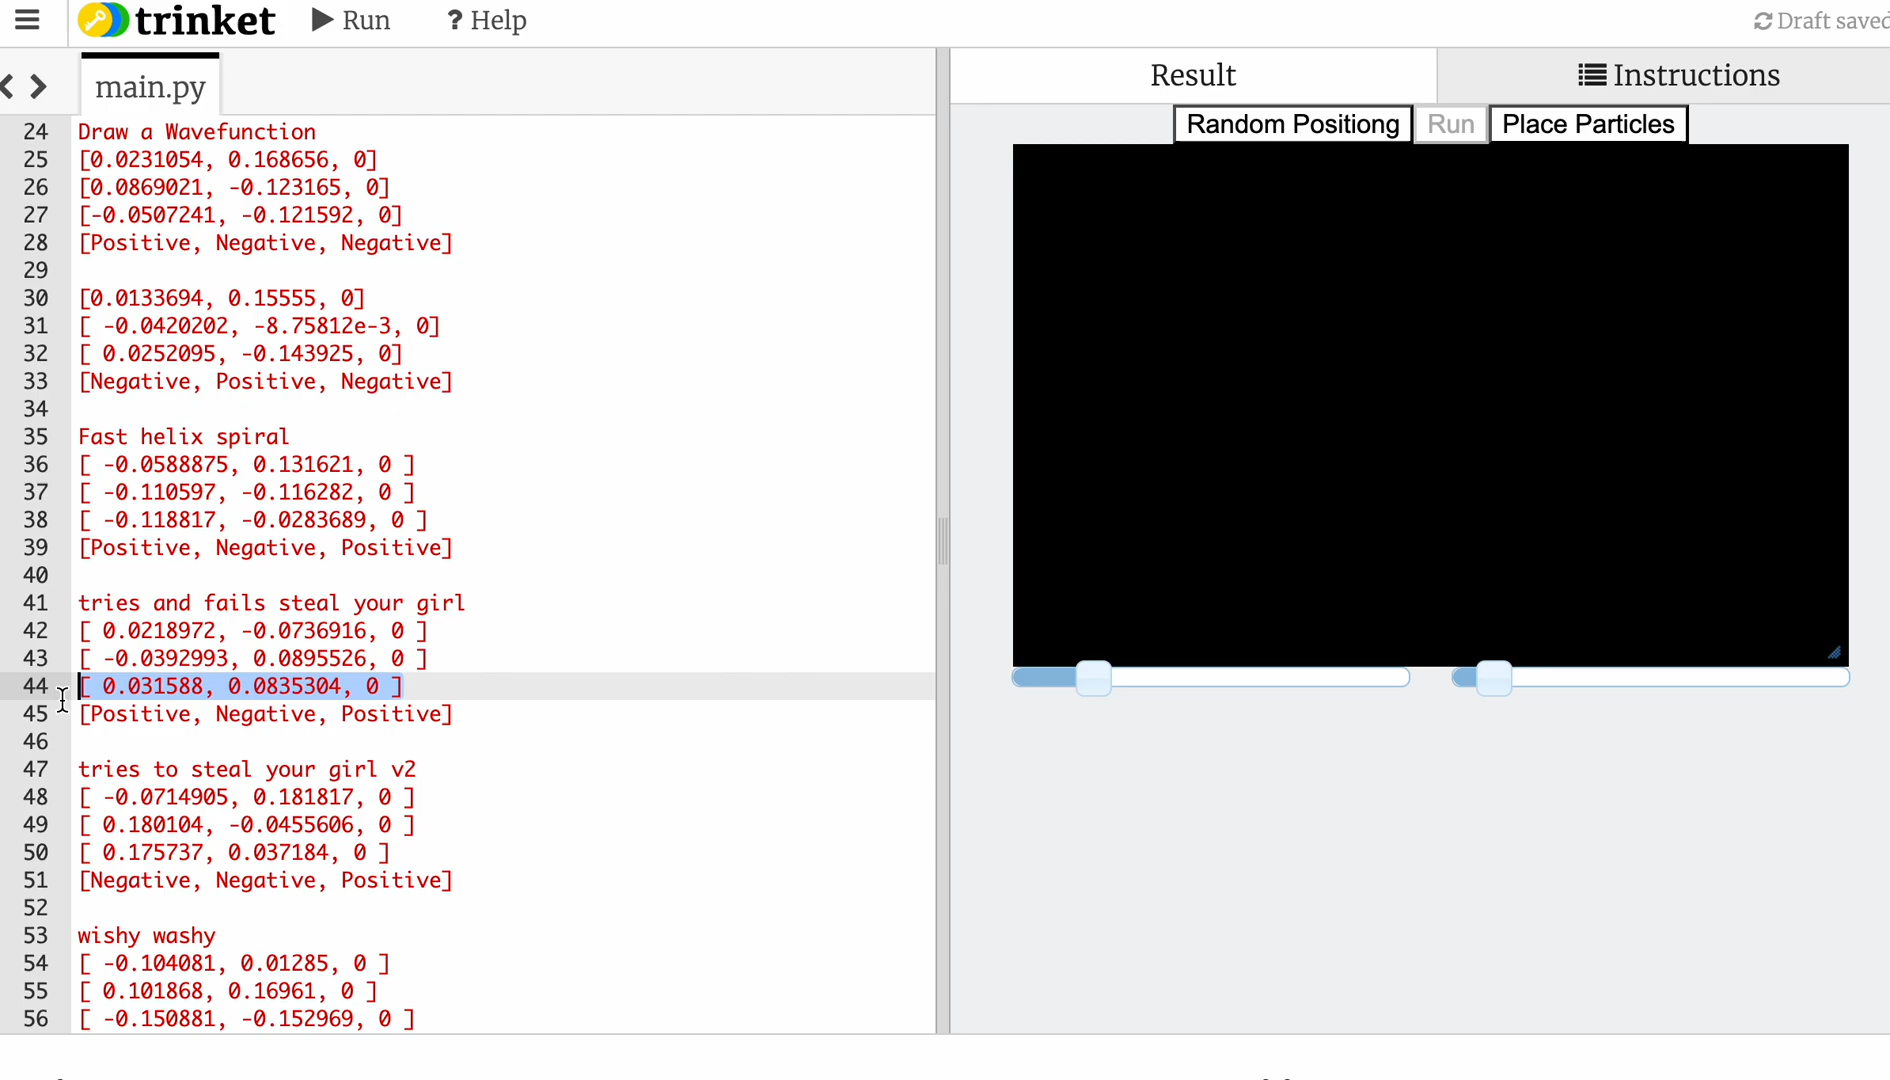 trinket Run ? Help Draft saved
main.py
Result Instructions
Random Positiong Run Place Particles
24 Draw a Wavefunction
25 [0.0231054, 0.168656, 0]
26 [0.0869021, -0.123165, 0]
27 [-0.0507241, -0.121592, 0]
28 [Positive, Negative, Negative]
29
30 [0.0133694, 0.15555, 0]
31 [ -0.0420202, -8.75812e-3, 0]
32 [ 0.0252095, -0.143925, 0]
33 [Negative, Positive, Negative]
34
35 Fast helix spiral
36 [ -0.0588875, 0.131621, 0 ]
37 [ -0.110597, -0.116282, 0 ]
38 [ -0.118817, -0.0283689, 0 ]
39 [Positive, Negative, Positive]
40
41 tries and fails steal your girl
42 [ 0.0218972, -0.0736916, 0 ]
43 [ -0.0392993, 0.0895526, 0 ]
44 [ 0.031588, 0.0835304, 0 ]
45 [Positive, Negative, Positive]
46
47 tries to steal your girl v2
48 [ -0.0714905, 0.181817, 0 ]
49 [ 0.180104, -0.0455606, 0 ]
50 [ 0.175737, 0.037184, 0 ]
51 [Negative, Negative, Positive]
52
53 wishy washy
54 [ -0.104081, 0.01285, 0 ]
55 [ 0.101868, 0.16961, 0 ]
56 [ -0.150881, -0.152969, 0 ]